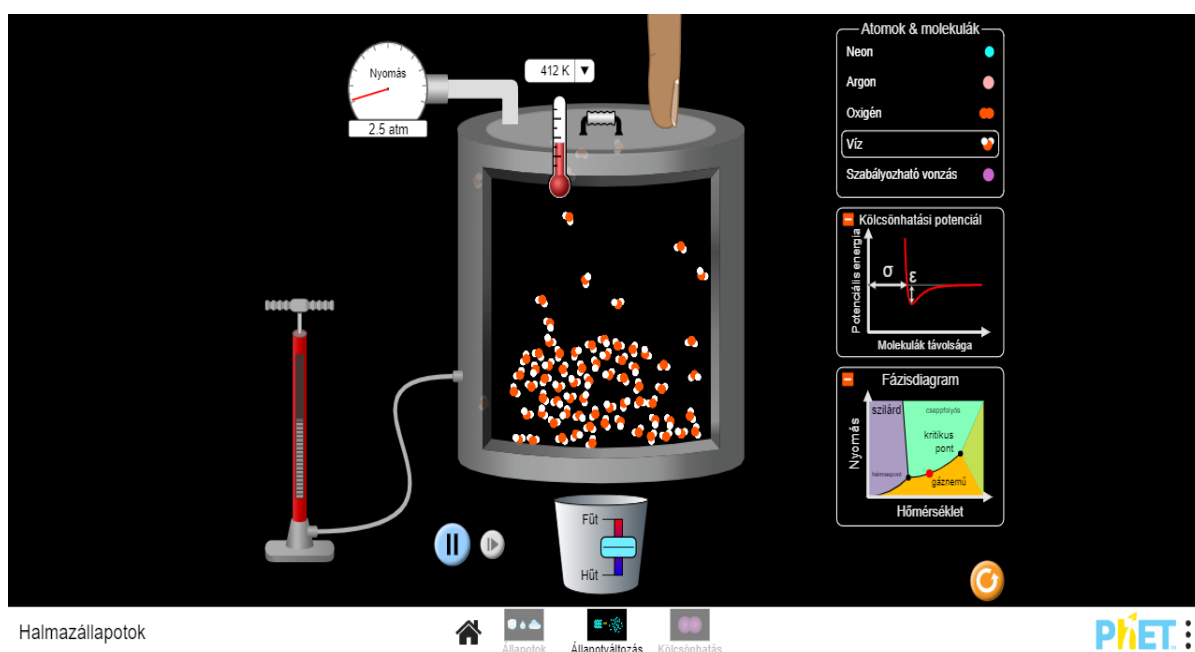 Nyomás
2.5 atm
412 K
Atomok & molekulák
Neon
Argon
Oxigén
Víz
Szabályozható vonzás
Kölcsönhatási potenciál
Potenciális energia
σ
ε
Molekulák távolsága
Fázisdiagram
Nyomás
szilárd
cseppfolyós
kritikus
pont
hármaspont
gáznemű
Hőmérséklet
Fűt
Hűt
Halmazállapotok
Állapotok
Állapotváltozás
Kölcsönhatás
PhET